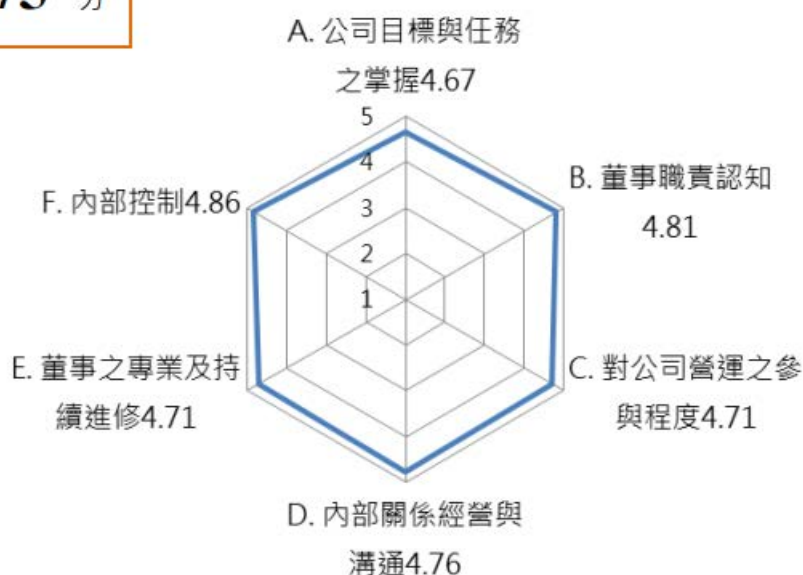 分
A. 公司目標與任務
之掌握4.67
5
4
3
2
1
B. 董事職責認知
4.81
F. 內部控制4.86
E. 董事之專業及持
續進修4.71
C. 對公司營運之參
與程度4.71
D. 內部關係經營與
溝通4.76